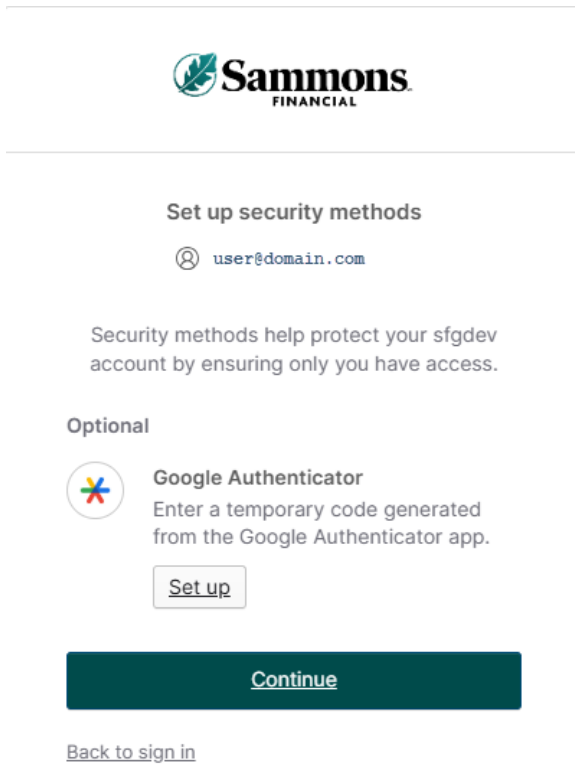 Sammons
FINANCIAL
Set up security methods
user@domain.com
Security methods help protect your sfgdev
account by ensuring only you have access.
Optional
Google Authenticator
Enter a temporary code generated
from the Google Authenticator app.
Set up
Continue
Back to sign in